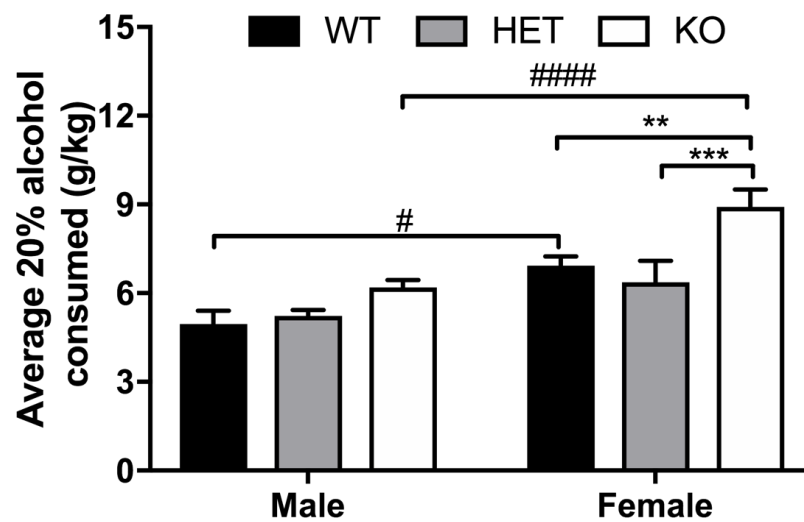 WT HET KO
Average 20% alcohol
consumed (g/kg)
15
12
9
6
3
0
####
**
***
#
Male Female